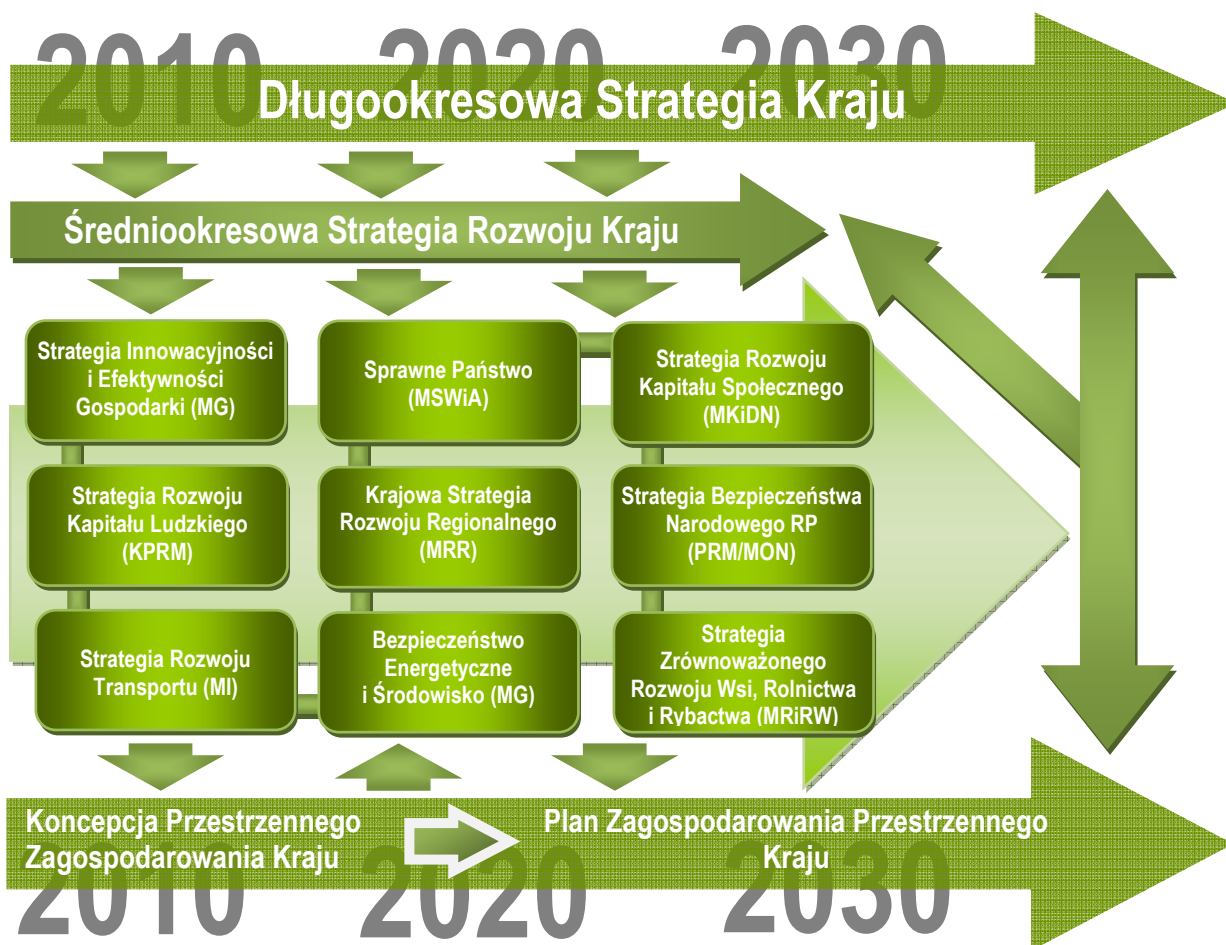 2010 2020 2030
Długookresowa Strategia Kraju
Średniookresowa Strategia Rozwoju Kraju
Strategia Innowacyjności
i Efektywności
Gospodarki (MG)
Sprawne Państwo
(MSWiA)
Strategia Rozwoju
Kapitału Społecznego
(MKiDN)
Strategia Rozwoju
Kapitału Ludzkiego
(KPRM)
Krajowa Strategia
Rozwoju Regionalnego
(MRR)
Strategia Bezpieczeństwa
Narodowego RP
(PRM/MON)
Strategia Rozwoju
Transportu (MI)
Bezpieczeństwo
Energetyczne
i Środowisko (MG)
Strategia
Zrównoważonego
Rozwoju Wsi, Rolnictwa
i Rybactwa (MRiRW)
Koncepcja Przestrzennego
Zagospodarowania Kraju
Plan Zagospodarowania Przestrzennego
Kraju
2010 2020 2030